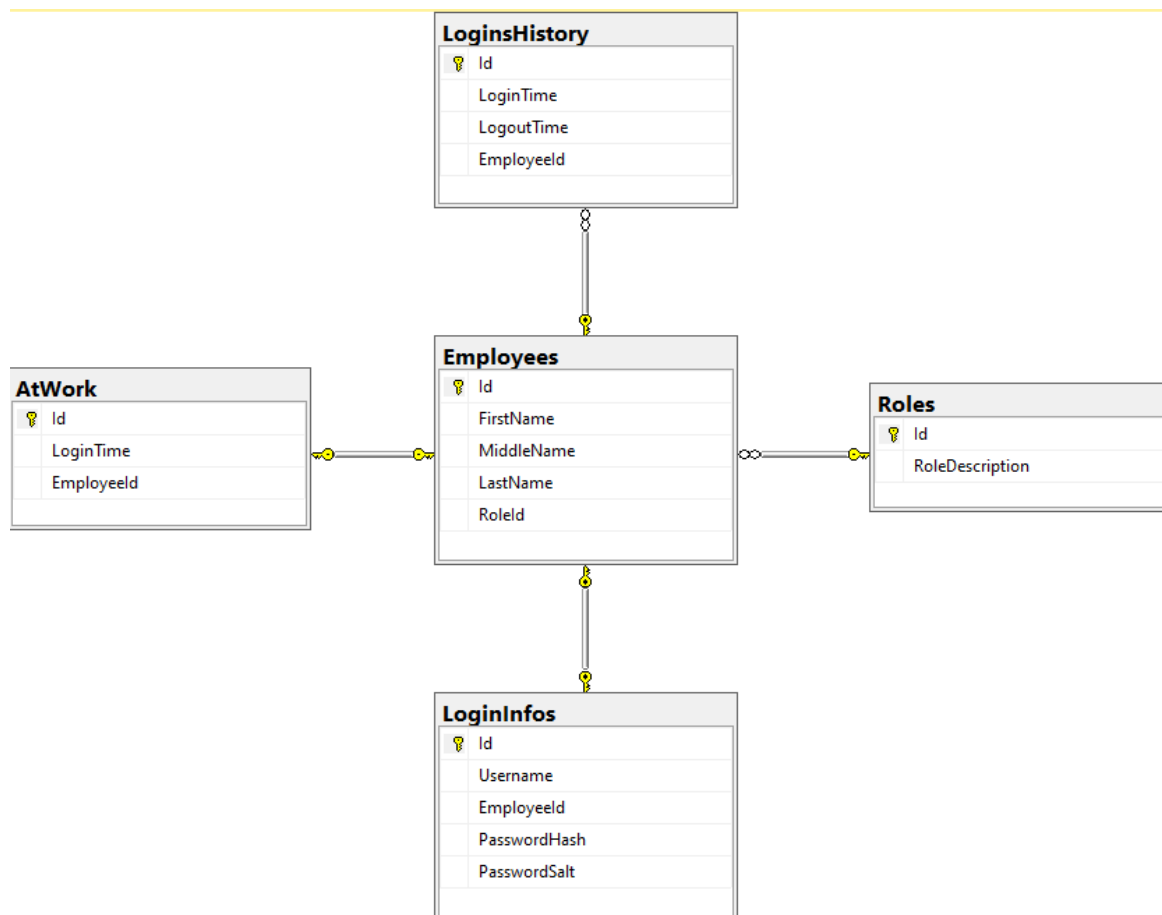 LoginsHistory
Id
LoginTime
LogoutTime
EmployeeId
Employees
Id
FirstName
MiddleName
LastName
RoleId
AtWork
Id
LoginTime
EmployeeId
Roles
Id
RoleDescription
LoginInfos
Id
Username
EmployeeId
PasswordHash
PasswordSalt